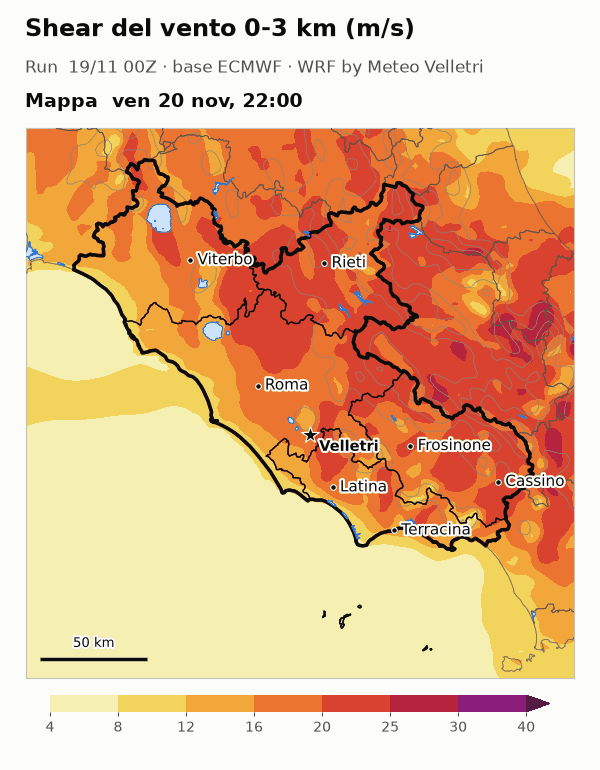 Shear del vento 0-3 km (m/s)
Run  19/11 00Z · base ECMWF · WRF by Meteo Velletri
Mappa  ven 20 nov, 22:00
Viterbo
Rieti
Roma
Velletri
Frosinone
Latina
Cassino
Terracina
50 km
4 8 12 16 20 25 30 40